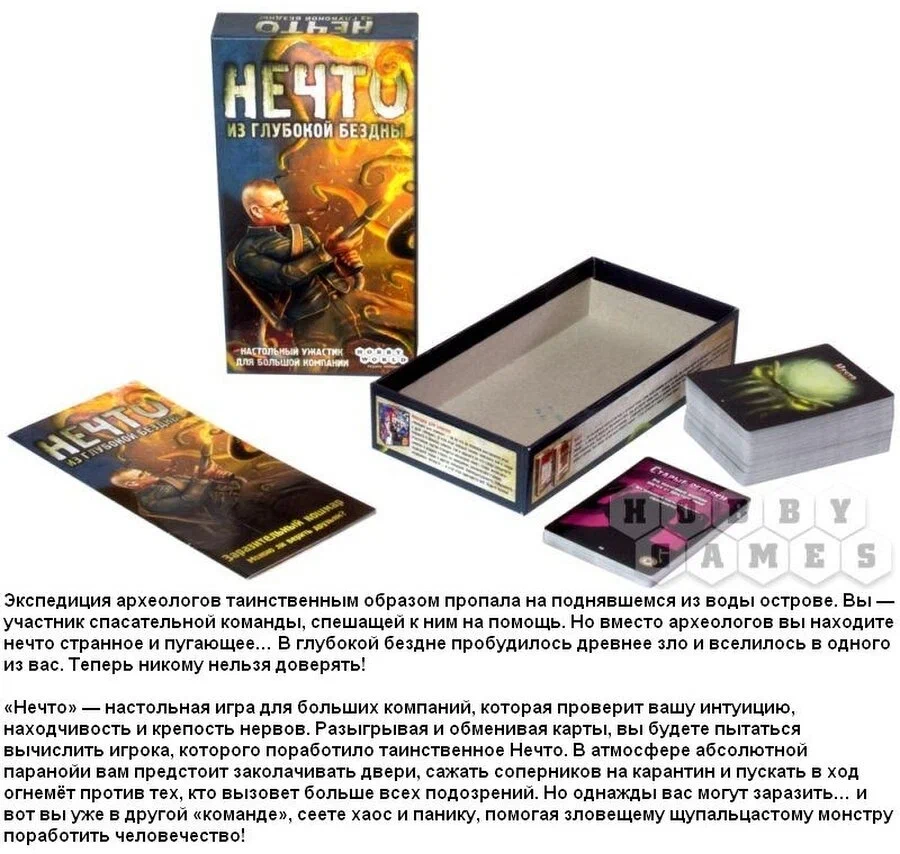 НЕЧТО
ИЗ ГЛУБОКОЙ БЕЗДНЫ
НЕЧТО
ИЗ ГЛУБОКОЙ БЕЗДНЫ
НАСТОЛЬНЫЙ УЖАСТИК
ДЛЯ БОЛЬШОЙ КОМПАНИИ
HOBBY
WORLD
НЕЧТО
ИЗ ГЛУБОКОЙ БЕЗДНЫ
Заразительный кошмар
Можно ли верить друзьям?
Нечто
HOBBY
GAMES
Экспедиция археологов таинственным образом пропала на поднявшемся из воды острове. Вы —
участник спасательной команды, спешащей к ним на помощь. Но вместо археологов вы находите
нечто странное и пугающее... В глубокой бездне пробудилось древнее зло и вселилось в одного
из вас. Теперь никому нельзя доверять!
«Нечто» — настольная игра для больших компаний, которая проверит вашу интуицию,
находчивость и крепость нервов. Разыгрывая и обменивая карты, вы будете пытаться
вычислить игрока, которого поработило таинственное Нечто. В атмосфере абсолютной
паранойи вам предстоит заколачивать двери, сажать соперников на карантин и пускать в ход
огнемёт против тех, кто вызовет больше всех подозрений. Но однажды вас могут заразить... и
вот вы уже в другой «команде», сеете хаос и панику, помогая зловещему щупальцастому монстру
поработить человечество!